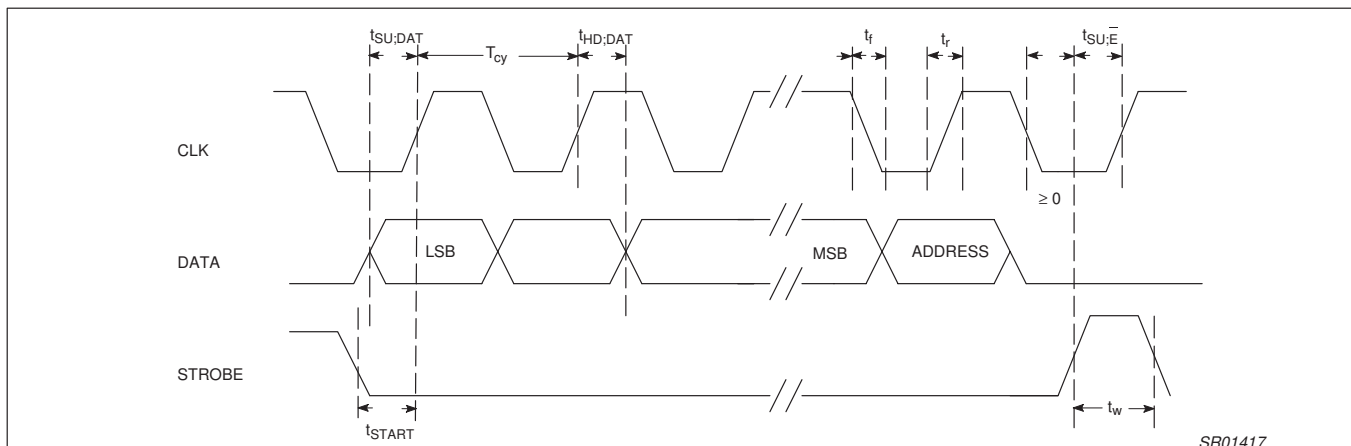 tSU;DAT Tcy tHD;DAT tf tr tSU;E̅
CLK
≥ 0
DATA LSB MSB ADDRESS
STROBE
tSTART tw
SR01417